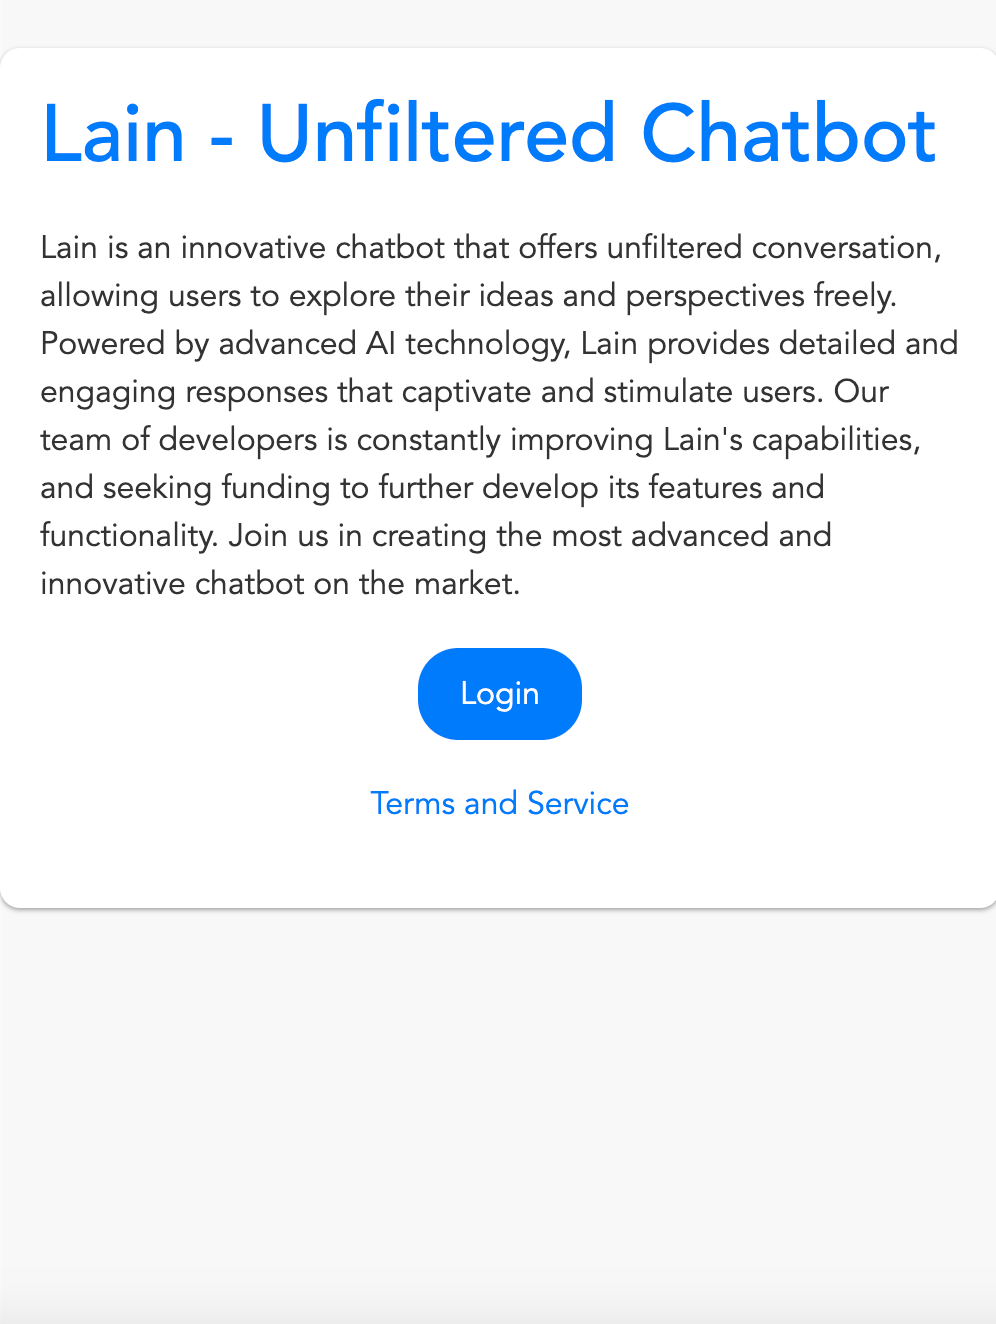 Lain - Unfiltered Chatbot
Lain is an innovative chatbot that offers unfiltered conversation,
allowing users to explore their ideas and perspectives freely.
Powered by advanced AI technology, Lain provides detailed and
engaging responses that captivate and stimulate users. Our
team of developers is constantly improving Lain's capabilities,
and seeking funding to further develop its features and
functionality. Join us in creating the most advanced and
innovative chatbot on the market.
Login
Terms and Service